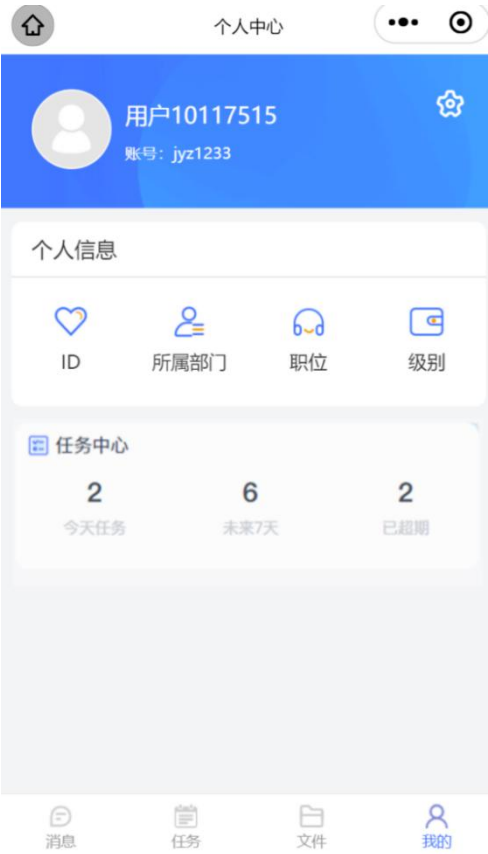 个人中心
用户10117515
账号：jyz1233
个人信息
ID 所属部门 职位 级别
任务中心
2 6 2
今天任务 未来7天 已超期
消息 任务 文件 我的